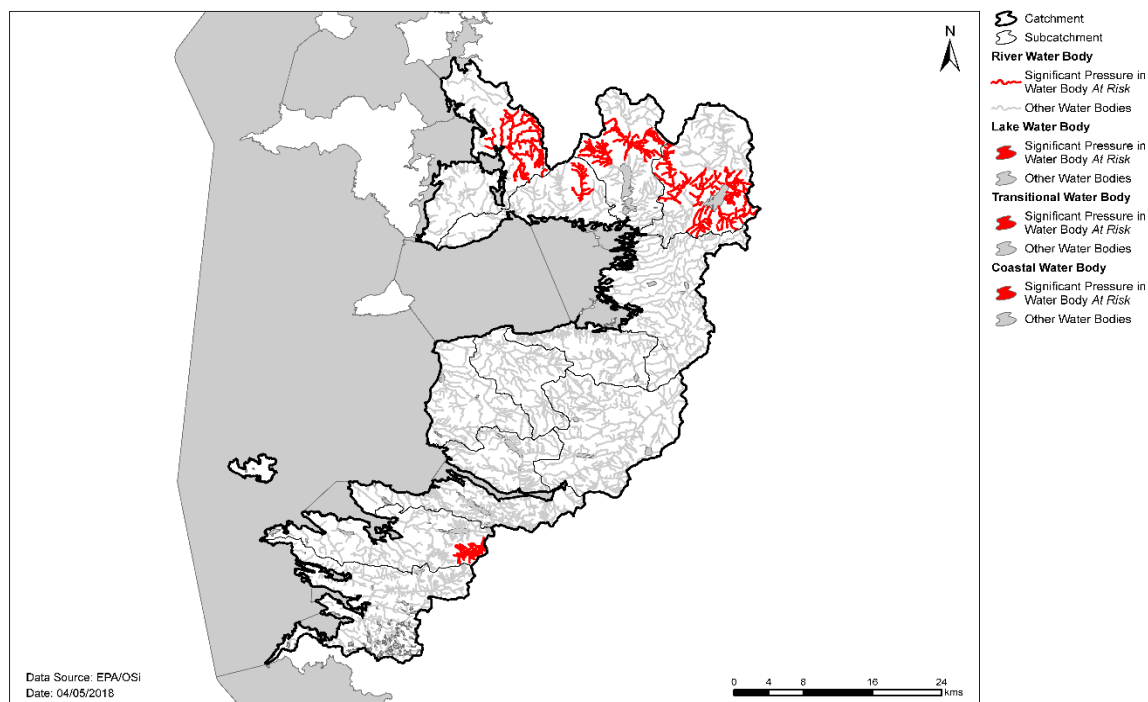 N
Catchment
Subcatchment
River Water Body
Significant Pressure in
Water Body At Risk
Other Water Bodies
Lake Water Body
Significant Pressure in
Water Body At Risk
Other Water Bodies
Transitional Water Body
Significant Pressure in
Water Body At Risk
Other Water Bodies
Coastal Water Body
Significant Pressure in
Water Body At Risk
Other Water Bodies
Data Source: EPA/OSi
Date: 04/05/2018
0 4 8 16 24
kms